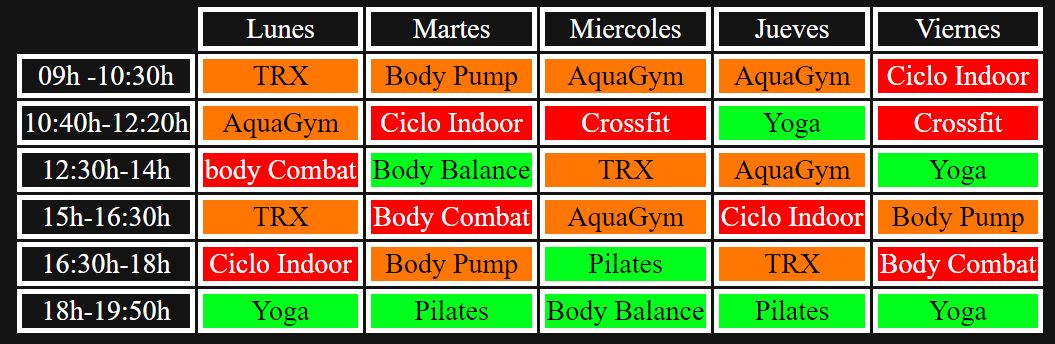 Lunes Martes Miercoles Jueves Viernes
09h -10:30h TRX Body Pump AquaGym AquaGym Ciclo Indoor
10:40h-12:20h AquaGym Ciclo Indoor Crossfit Yoga Crossfit
12:30h-14h body Combat Body Balance TRX AquaGym Yoga
15h-16:30h TRX Body Combat AquaGym Ciclo Indoor Body Pump
16:30h-18h Ciclo Indoor Body Pump Pilates TRX Body Combat
18h-19:50h Yoga Pilates Body Balance Pilates Yoga